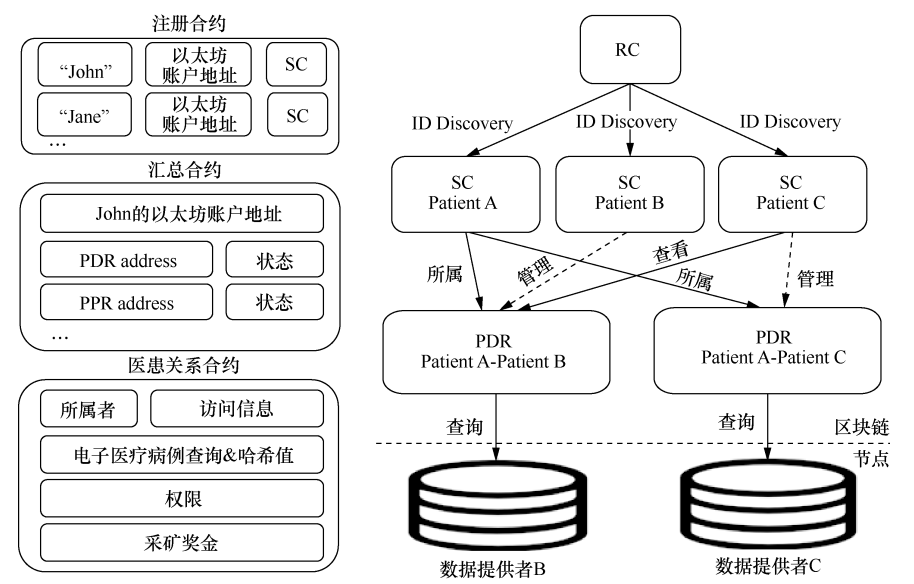 注册合约
“John”
以太坊
账户地址
SC
“Jane”
以太坊
账户地址
SC
…
汇总合约
John的以太坊账户地址
PDR address
状态
PPR address
状态
…
医患关系合约
所属者
访问信息
电子医疗病例查询&哈希值
权限
采矿奖金
RC
ID Discovery
ID Discovery
ID Discovery
SC
Patient A
SC
Patient B
SC
Patient C
所属
管理
查看
所属
管理
PDR
Patient A-Patient B
PDR
Patient A-Patient C
查询
查询
区块链
节点
数据提供者B
数据提供者C